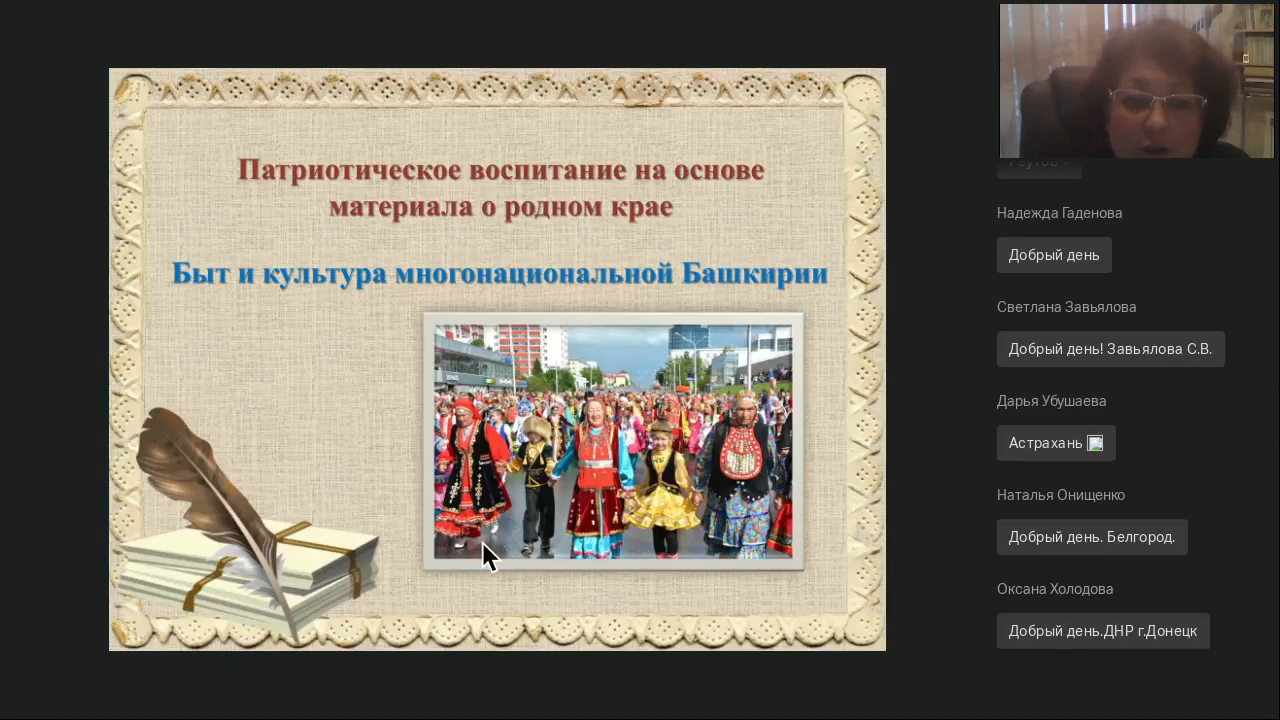 Патриотическое воспитание на основе
материала о родном крае
Быт и культура многонациональной Башкирии
Реутов +
Надежда Гаденова
Добрый день
Светлана Завьялова
Добрый день! Завьялова С.В.
Дарья Убушаева
Астрахань
Наталья Онищенко
Добрый день. Белгород.
Оксана Холодова
Добрый день.ДНР г.Донецк